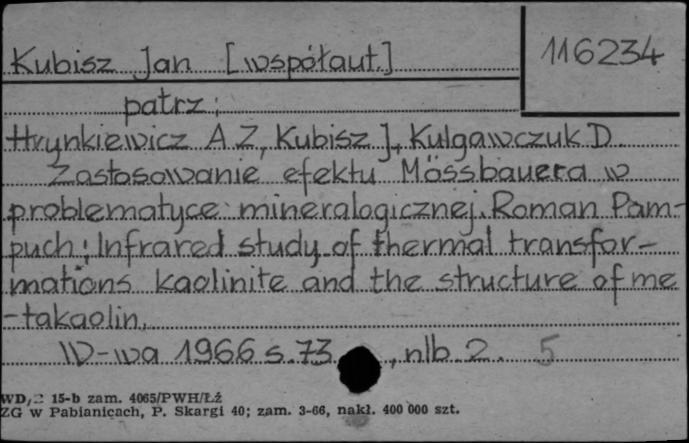 Kubisz Jan [współaut.]
116234
patrz:
Hrynkiewicz A.Z, Kubisz J., Kulgawczuk D.
Zastosowanie efektu Mössbauera w
problematyce mineralogicznej. Roman Pam-
puch: Infrared study of thermal transfor-
mations kaolinite and the structure of me
-takaolin.
W-wa 1966 s. 73, nlb. 2. 5
WD, 15-b zam. 4065/PWH/Łź
ZG w Pabianicach, P. Skargi 40; zam. 3-66, nakł. 400 000 szt.